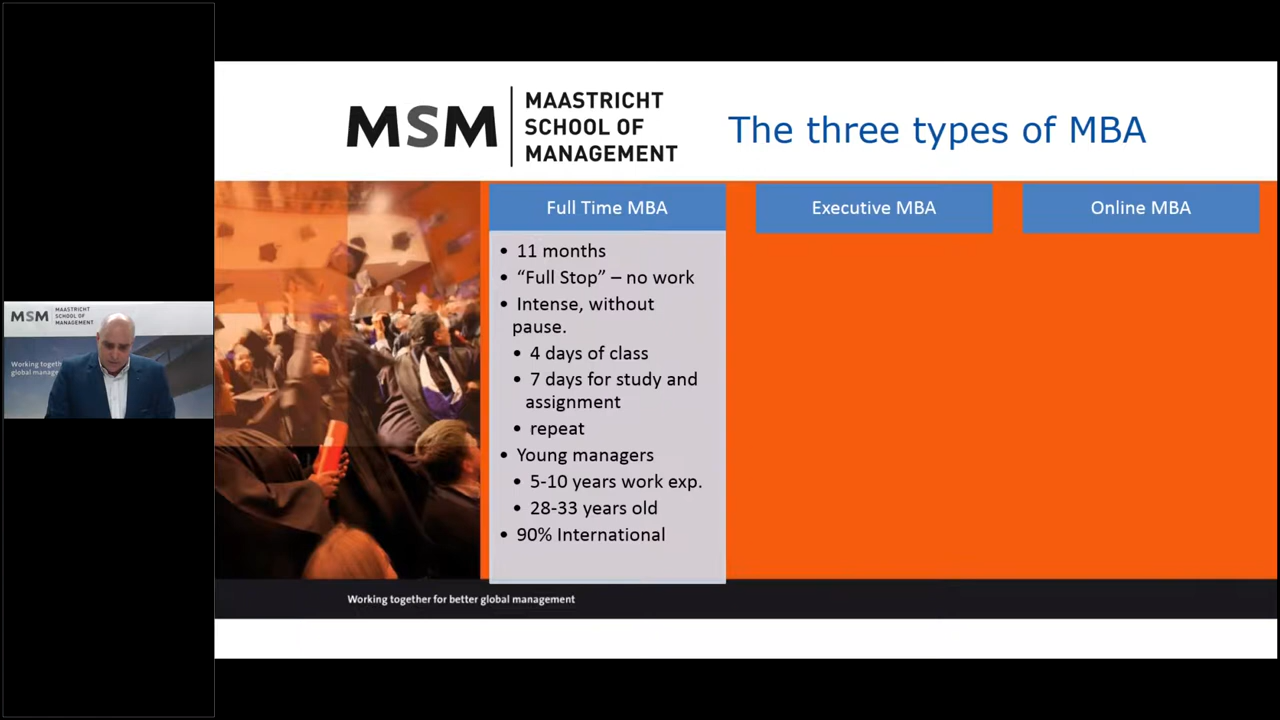 MSM
MAASTRICHT
SCHOOL OF
MANAGEMENT
The three types of MBA
Full Time MBA
Executive MBA
Online MBA
• 11 months
• “Full Stop” – no work
• Intense, without
pause.
• 4 days of class
• 7 days for study and
assignment
• repeat
• Young managers
• 5-10 years work exp.
• 28-33 years old
• 90% International
Working together for better global management
MSM
MAASTRICHT
SCHOOL OF
MANAGEMENT
Working
global